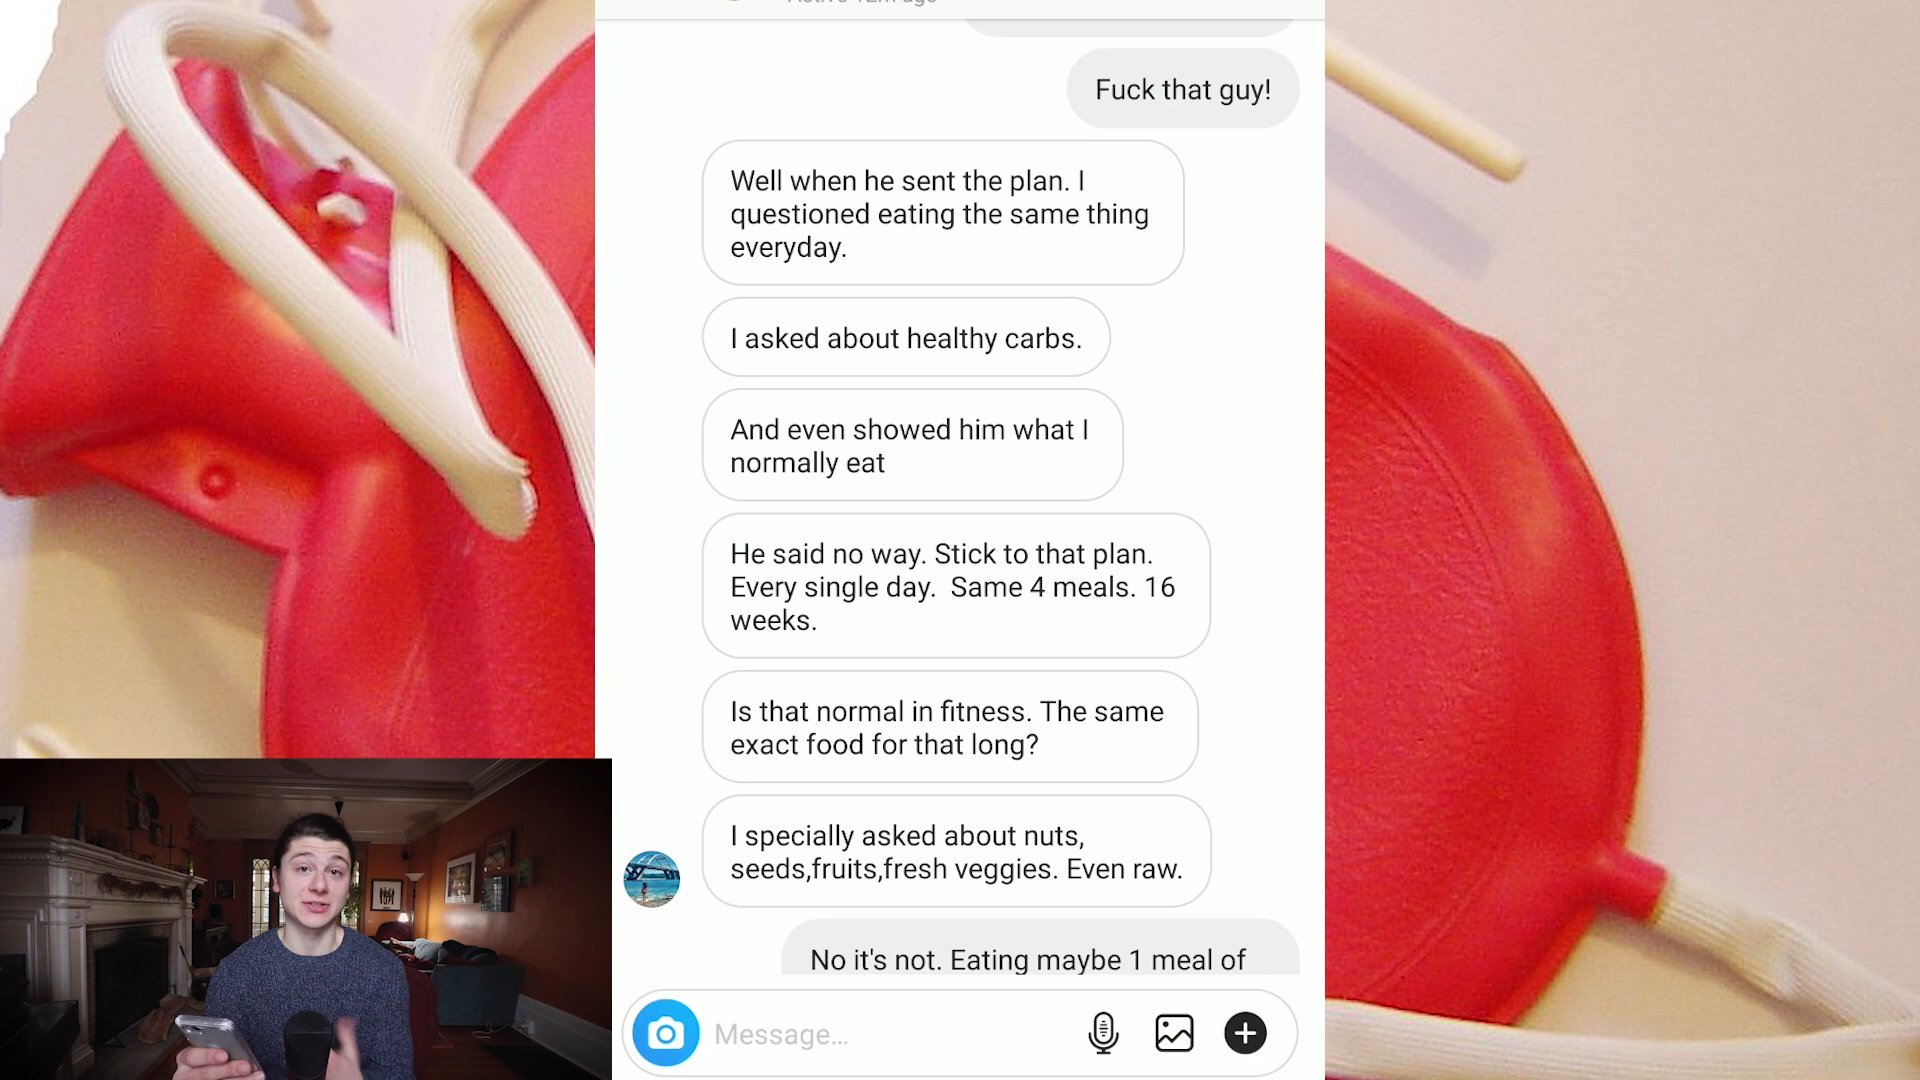 Fuck that guy!
Well when he sent the plan. I
questioned eating the same thing
everyday.
I asked about healthy carbs.
And even showed him what I
normally eat
He said no way. Stick to that plan.
Every single day.  Same 4 meals. 16
weeks.
Is that normal in fitness. The same
exact food for that long?
I specially asked about nuts,
seeds,fruits,fresh veggies. Even raw.
No it's not. Eating maybe 1 meal of
Message...